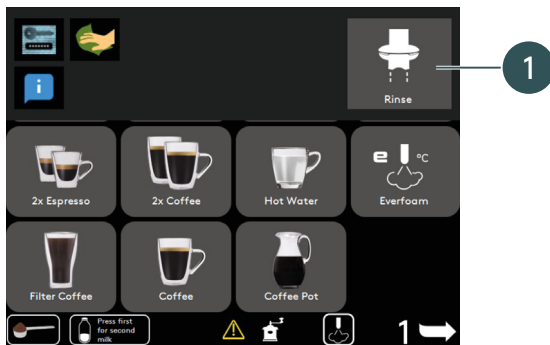 1
Rinse
2x Espresso
2x Coffee
Hot Water
e °C
Everfoam
Filter Coffee
Coffee
Coffee Pot
Press first
for second
milk
1